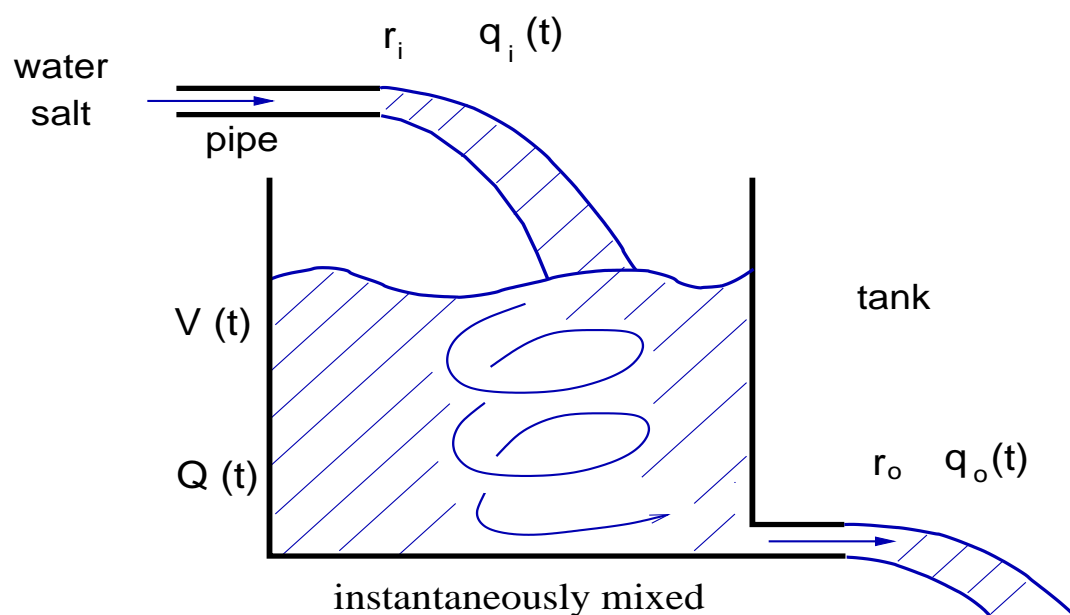 r_i q_i (t)
water
salt
pipe
V (t)
tank
Q (t)
r_o q_o (t)
instantaneously mixed